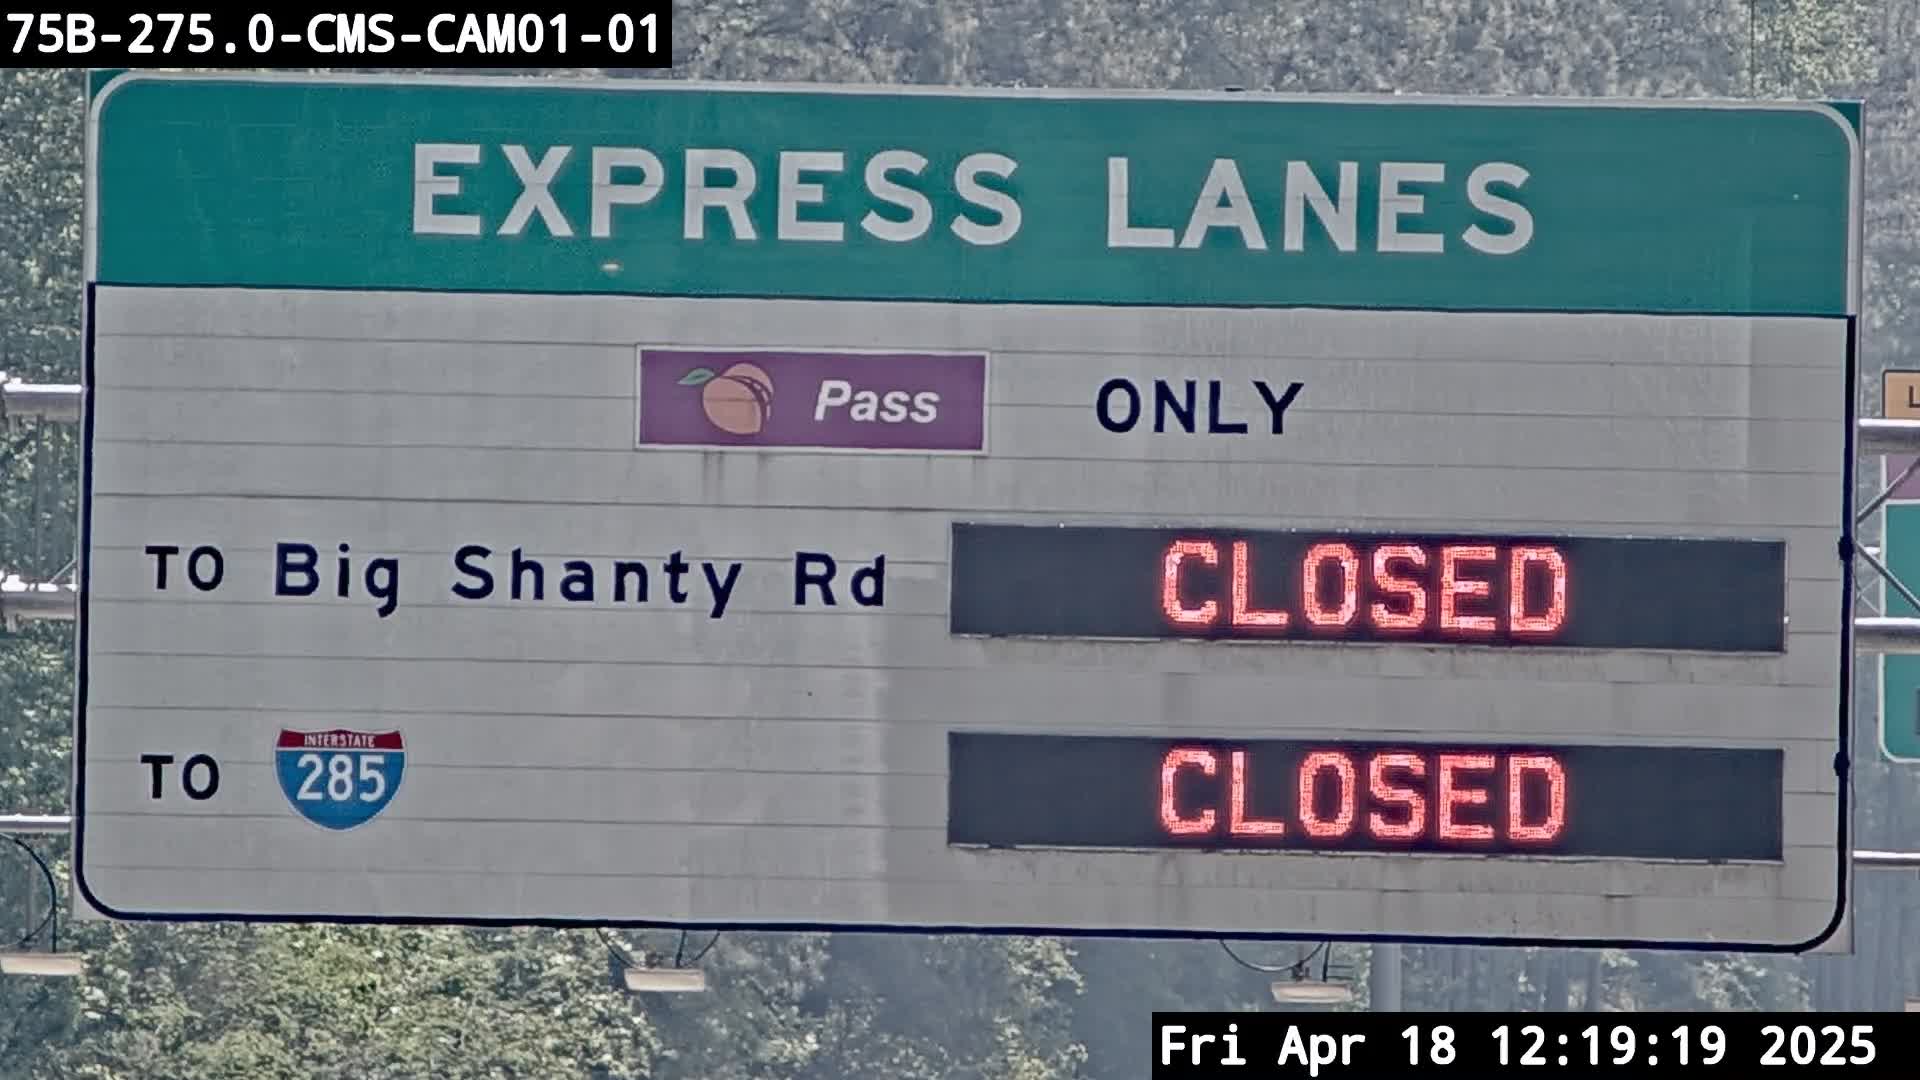 75B-275.0-CMS-CAM01-01
EXPRESS LANES
Pass ONLY
TO Big Shanty Rd CLOSED
INTERSTATE
TO 285 CLOSED
Fri Apr 18 12:19:19 2025